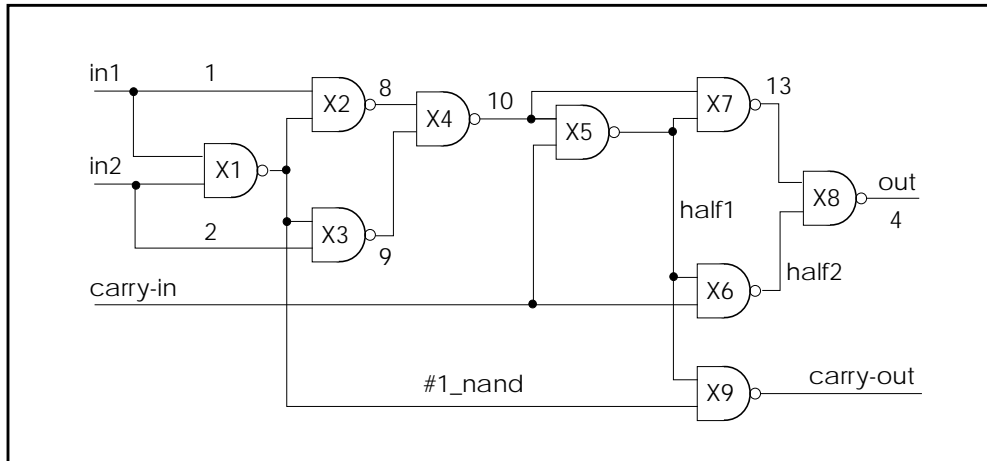 in1
1
X2
8
X4
10
X5
X7
13
in2
X1
X3
2
9
half1
X8
out
4
carry-in
X6
half2
#1_nand
X9
carry-out